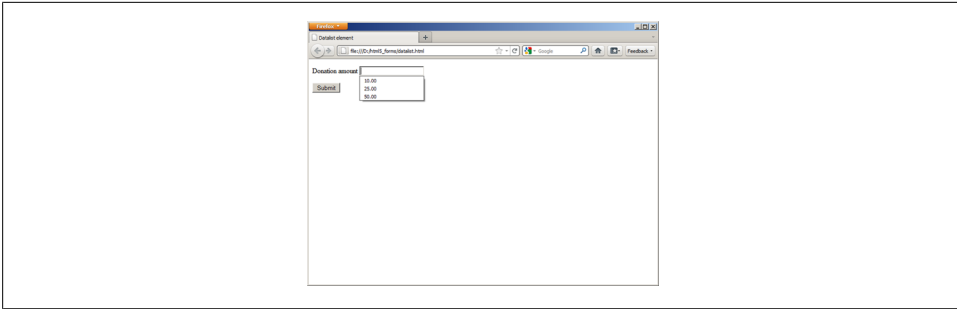 Firefox
Datalist element
file:///D:/html5_forms/datalist.html
Google
Feedback
Donation amount
10.00
25.00
50.00
Submit